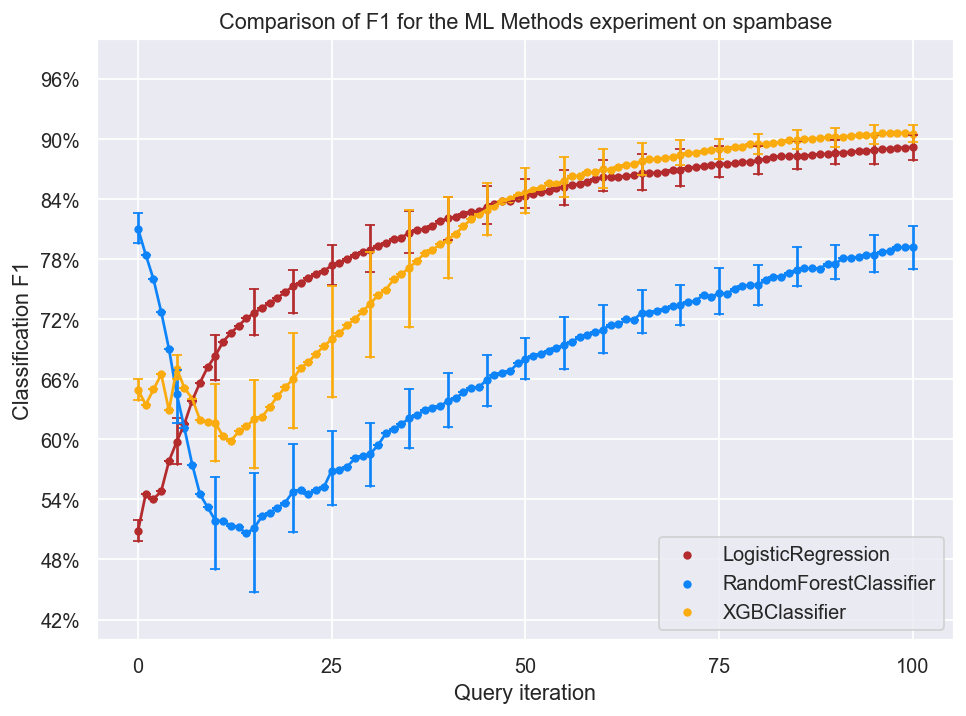 Comparison of F1 for the ML Methods experiment on spambase
Classification F1
96%
90%
84%
78%
72%
66%
60%
54%
48%
42%
LogisticRegression
RandomForestClassifier
XGBClassifier
0
25
50
75
100
Query iteration